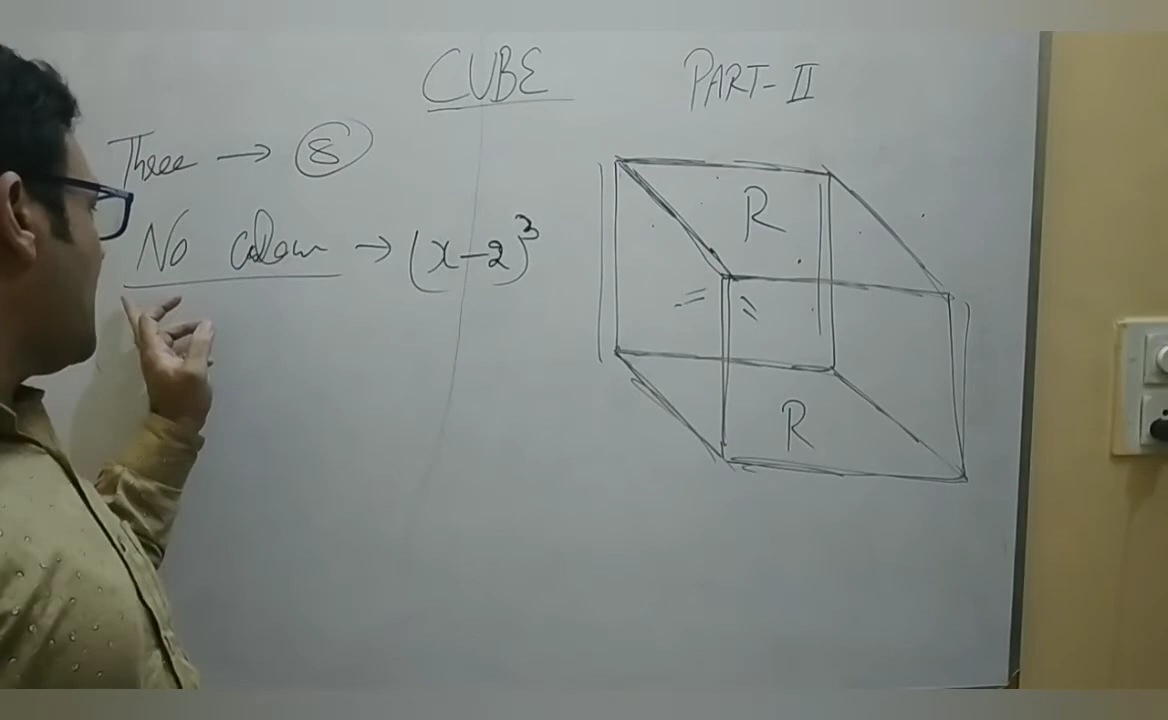 CUBE PART-II
Three → 8
No colour → (x-2)³
R
R